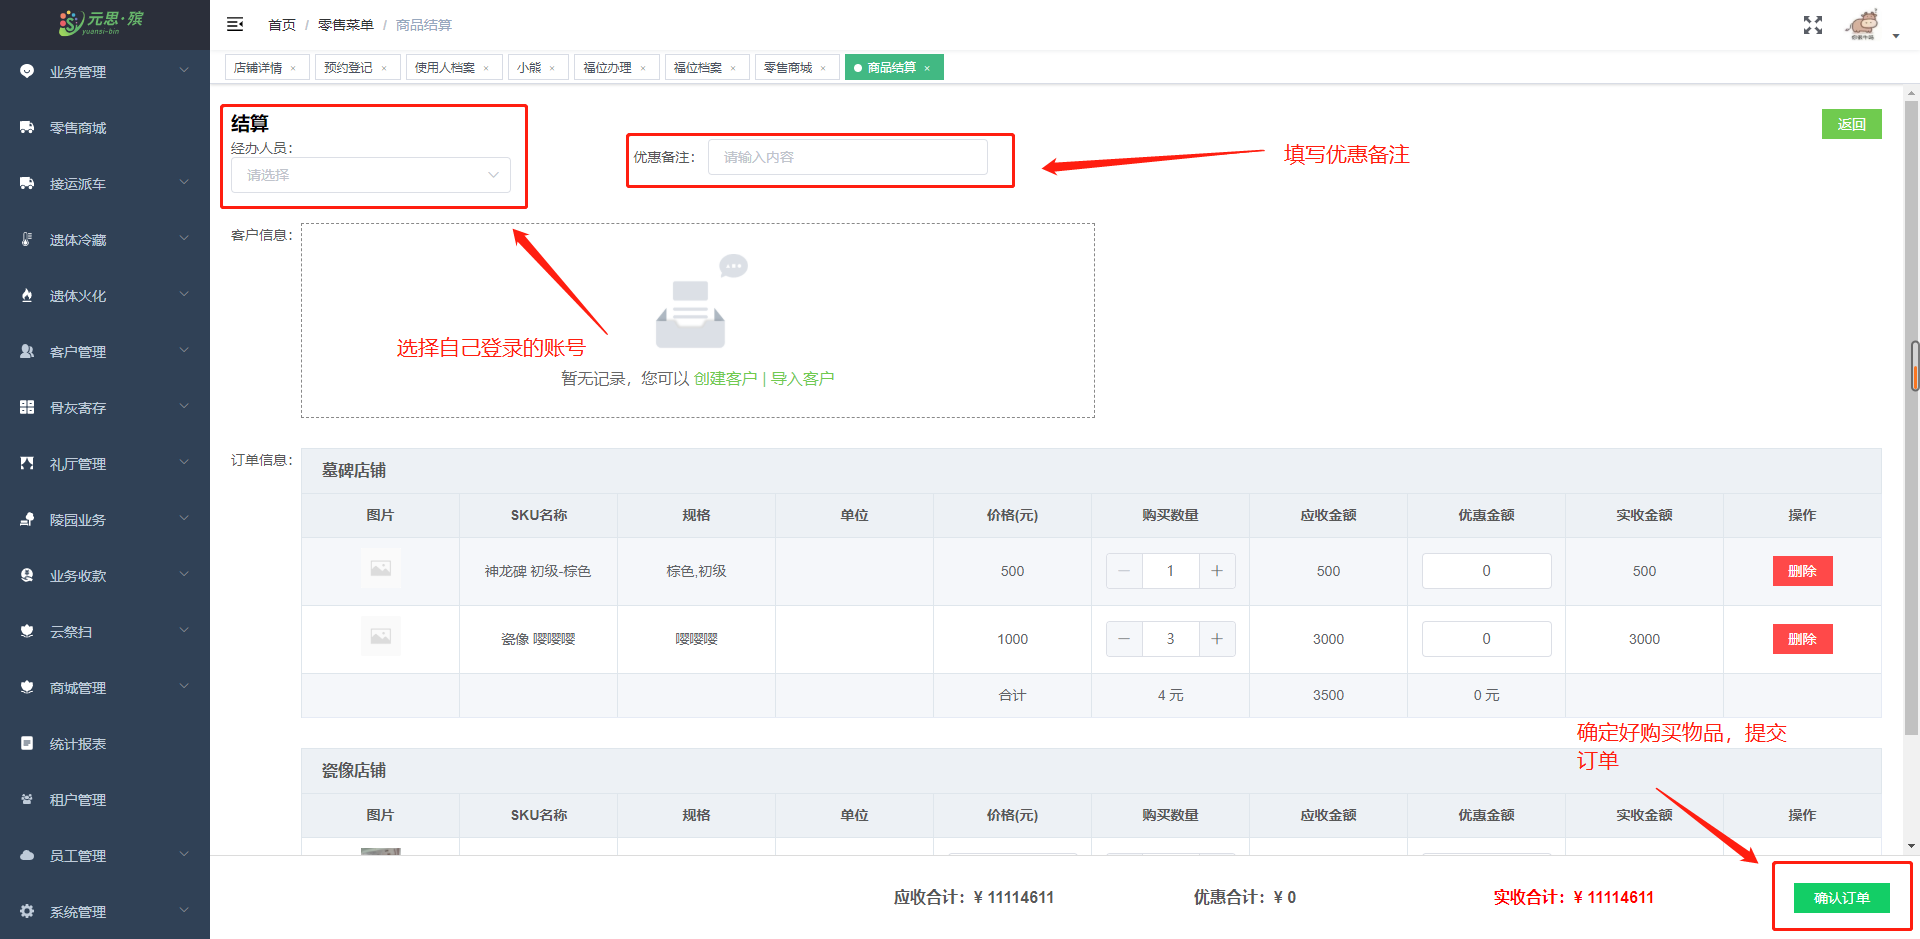 元思·殡
yuansi-bin
首页 / 零售菜单 / 商品结算
业务管理
零售商城
接运派车
遗体冷藏
遗体火化
客户管理
骨灰寄存
礼厅管理
陵园业务
业务收款
云祭扫
商城管理
统计报表
租户管理
员工管理
系统管理
店铺详情 × 预约登记 × 使用人档案 × 小熊 × 福位办理 × 福位档案 × 零售商城 × 商品结算 ×
结算
返回
经办人员：
请选择
优惠备注： 请输入内容
填写优惠备注
客户信息：
选择自己登录的账号
暂无记录，您可以 创建客户 | 导入客户
订单信息：
墓碑店铺
图片 SKU名称 规格 单位 价格(元) 购买数量 应收金额 优惠金额 实收金额 操作
神龙碑 初级-棕色 棕色,初级 500 － 1 ＋ 500 0 500 删除
瓷像 嘤嘤嘤 嘤嘤嘤 1000 － 3 ＋ 3000 0 3000 删除
合计 4 元 3500 0 元
确定好购买物品，提交
订单
瓷像店铺
图片 SKU名称 规格 单位 价格(元) 购买数量 应收金额 优惠金额 实收金额 操作
应收合计：¥ 11114611 优惠合计：¥ 0 实收合计：¥ 11114611 确认订单